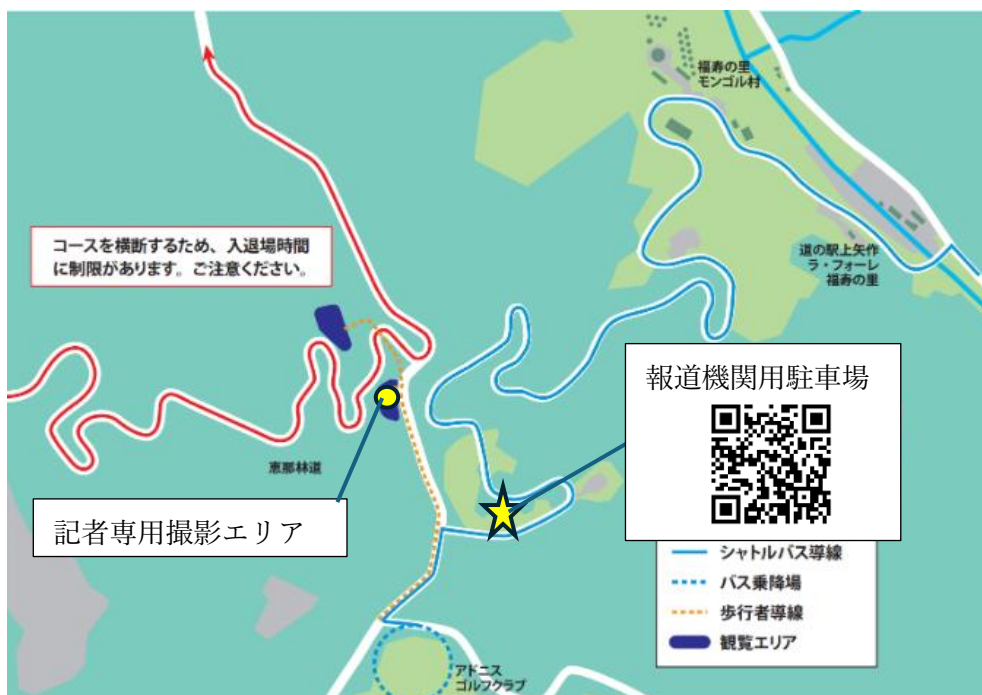 福寿の里
モンゴル村
コースを横断するため、入退場時間
に制限があります。ご注意ください。
道の駅上矢作
ラ・フォーレ
福寿の里
報道機関用駐車場
恵那林道
記者専用撮影エリア
シャトルバス導線
バス乗降場
歩行者導線
観覧エリア
アドニス
ゴルフクラブ